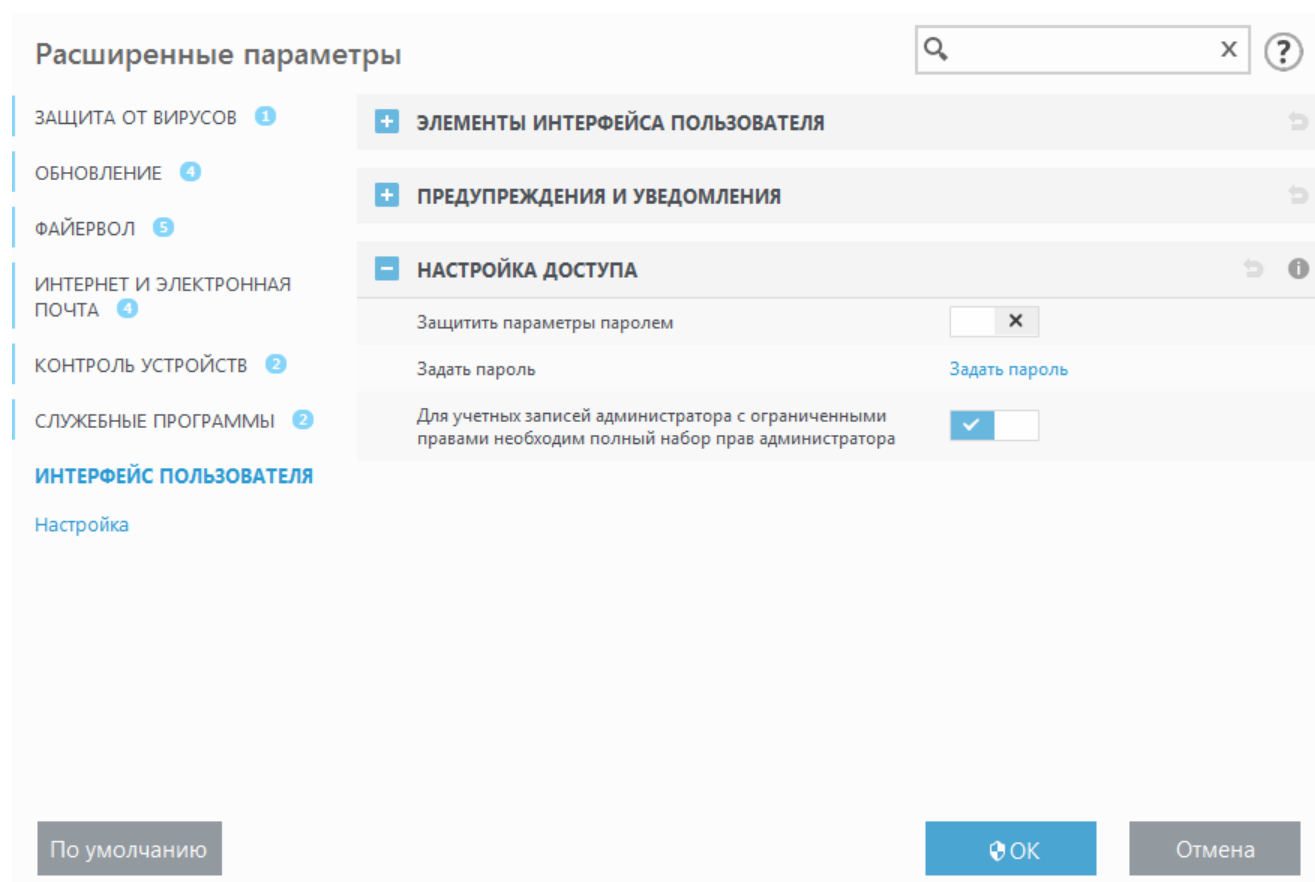 Расширенные параметры
x
?
ЗАЩИТА ОТ ВИРУСОВ 1
ОБНОВЛЕНИЕ 4
ФАЙЕРВОЛ 5
ИНТЕРНЕТ И ЭЛЕКТРОННАЯ
ПОЧТА 4
КОНТРОЛЬ УСТРОЙСТВ 2
СЛУЖЕБНЫЕ ПРОГРАММЫ 2
ИНТЕРФЕЙС ПОЛЬЗОВАТЕЛЯ
Настройка
ЭЛЕМЕНТЫ ИНТЕРФЕЙСА ПОЛЬЗОВАТЕЛЯ
ПРЕДУПРЕЖДЕНИЯ И УВЕДОМЛЕНИЯ
НАСТРОЙКА ДОСТУПА
Защитить параметры паролем
Задать пароль Задать пароль
Для учетных записей администратора с ограниченными
правами необходим полный набор прав администратора
По умолчанию
ОК
Отмена